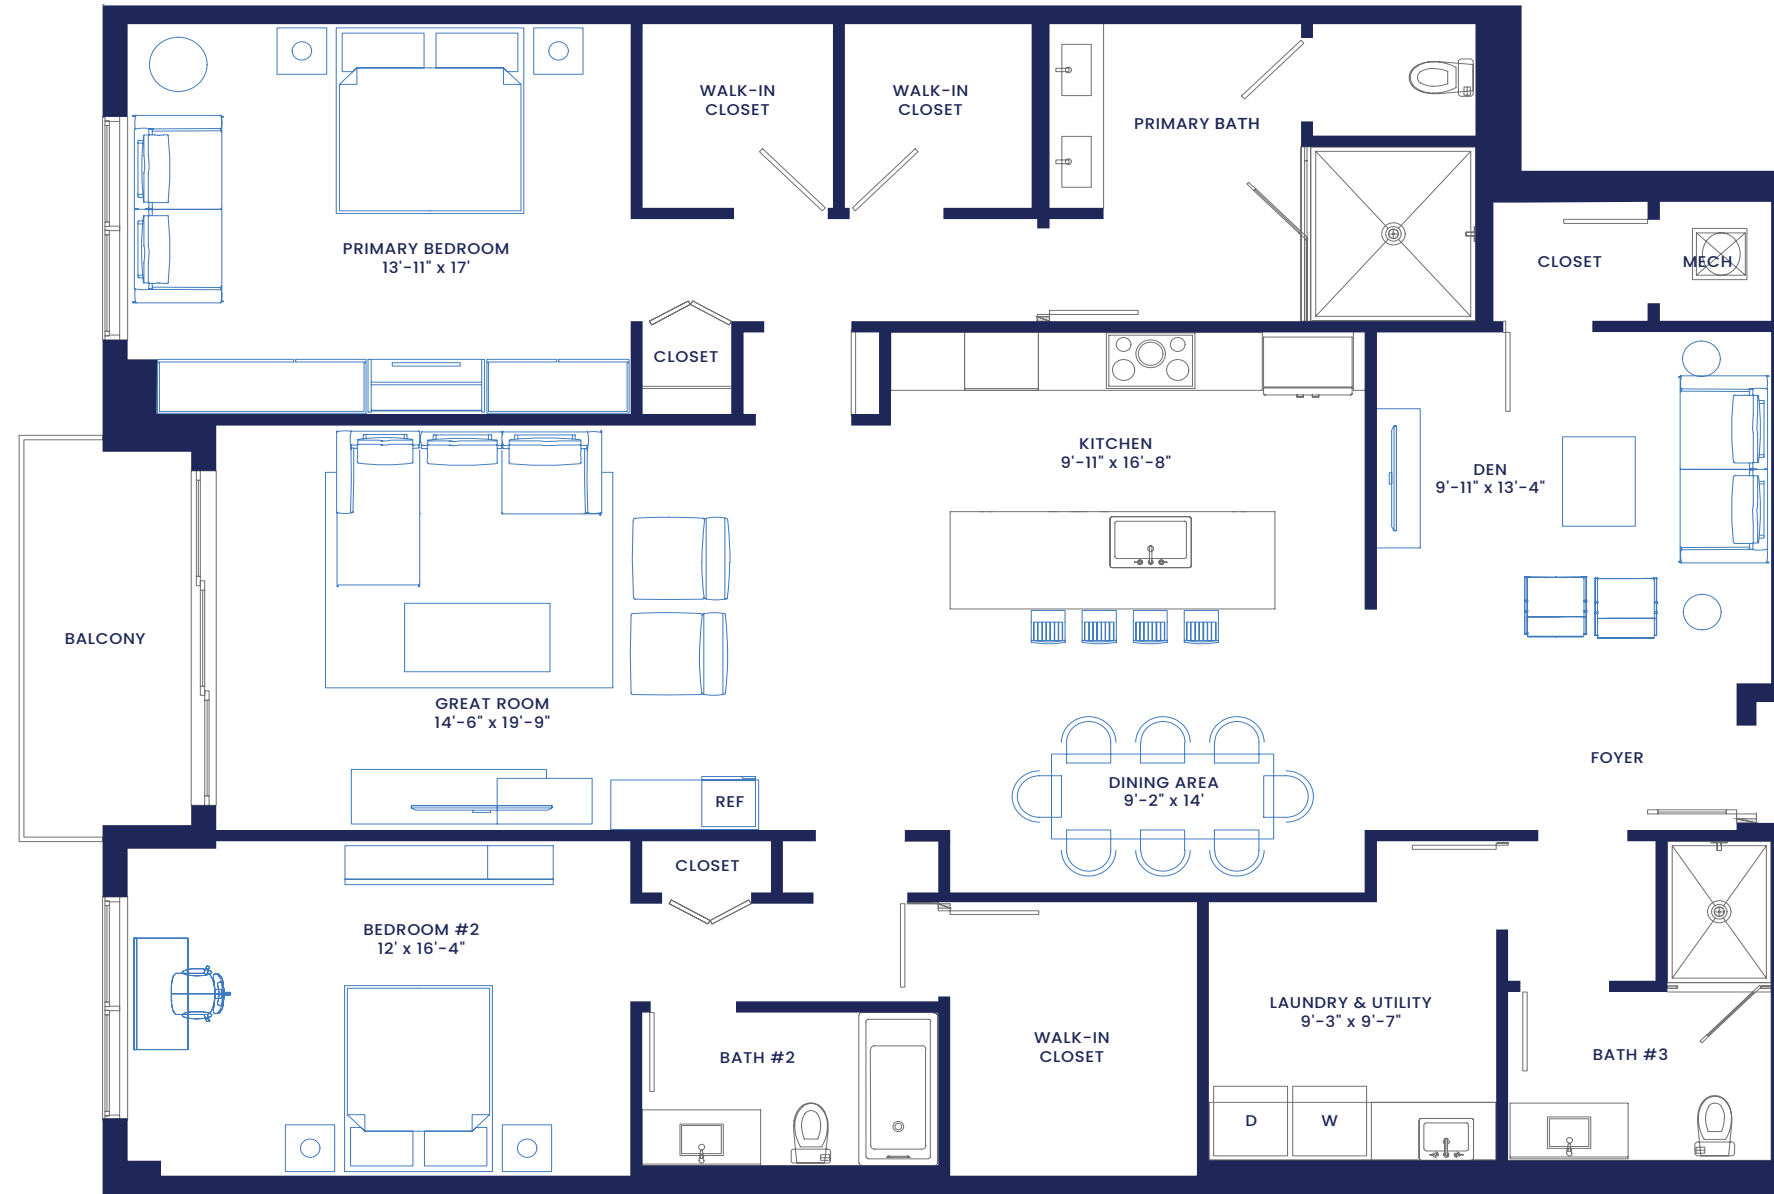 WALK-IN
CLOSET
WALK-IN
CLOSET
PRIMARY BATH
PRIMARY BEDROOM
13'-11" x 17'
CLOSET
MECH
CLOSET
KITCHEN
9'-11" x 16'-8"
DEN
9'-11" x 13'-4"
BALCONY
GREAT ROOM
14'-6" x 19'-9"
FOYER
DINING AREA
9'-2" x 14'
REF
CLOSET
BEDROOM #2
12' x 16'-4"
LAUNDRY & UTILITY
9'-3" x 9'-7"
WALK-IN
CLOSET
BATH #2
BATH #3
D
W